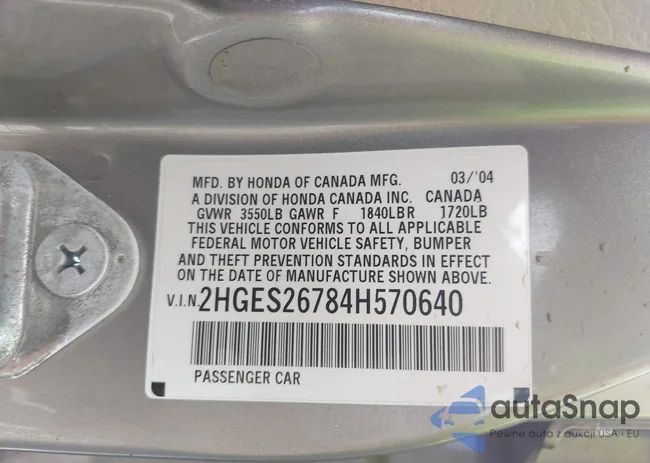 MFD. BY HONDA OF CANADA MFG. 03/'04
A DIVISION OF HONDA CANADA INC. CANADA
GVWR 3550LB GAWR F 1840LB R 1720LB
THIS VEHICLE CONFORMS TO ALL APPLICABLE
FEDERAL MOTOR VEHICLE SAFETY, BUMPER
AND THEFT PREVENTION STANDARDS IN EFFECT
ON THE DATE OF MANUFACTURE SHOWN ABOVE.
V.I.N. 2HGES26784H570640
PASSENGER CAR
autaSnap
Pewne auta z aukcji USA i EU